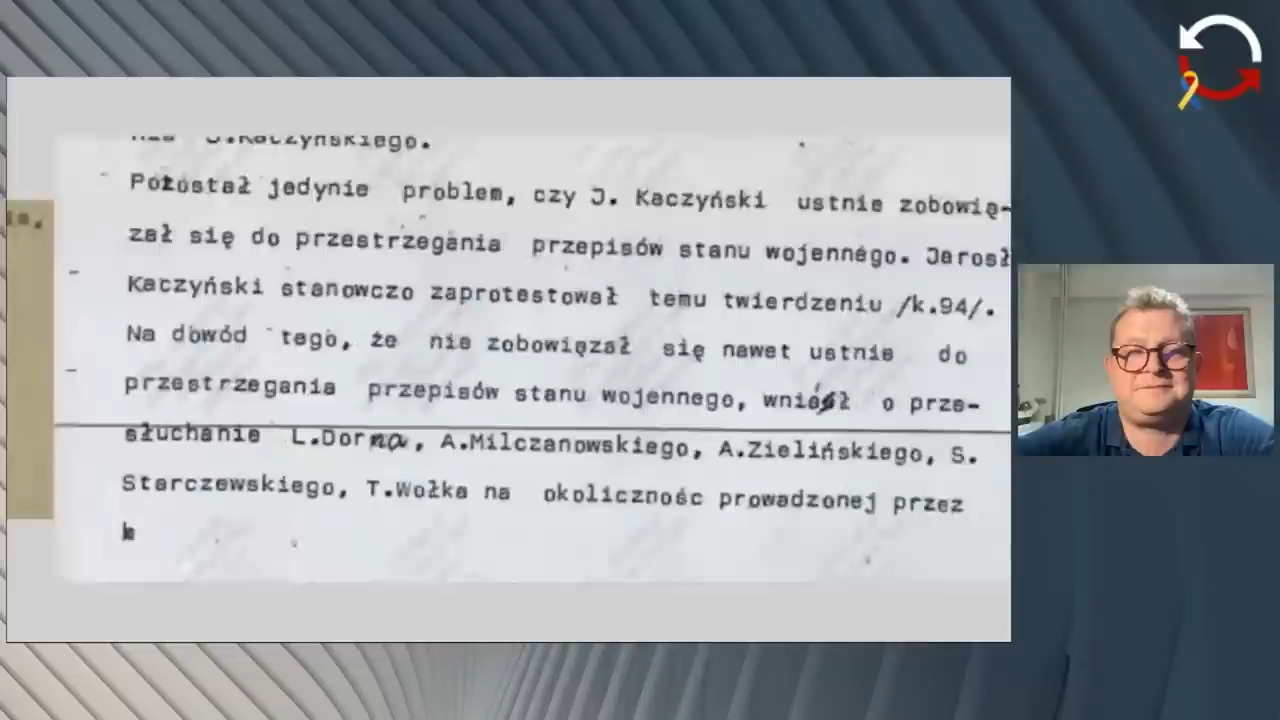 J.Kaczyńskiego.
Pozostał jedynie problem, czy J. Kaczyński ustnie zobowią-
zał się do przestrzegania przepisów stanu wojennego. Jarosł
Kaczyński stanowczo zaprotestował temu twierdzeniu /k.94/.
Na dowód tego, że nie zobowiązał się nawet ustnie do
przestrzegania przepisów stanu wojennego, wniósł o prze-
słuchanie L.Dorna, A.Milczanowskiego, A.Zielińskiego, S.
Starczewskiego, T.Wołka na okolicznośc prowadzonej przez